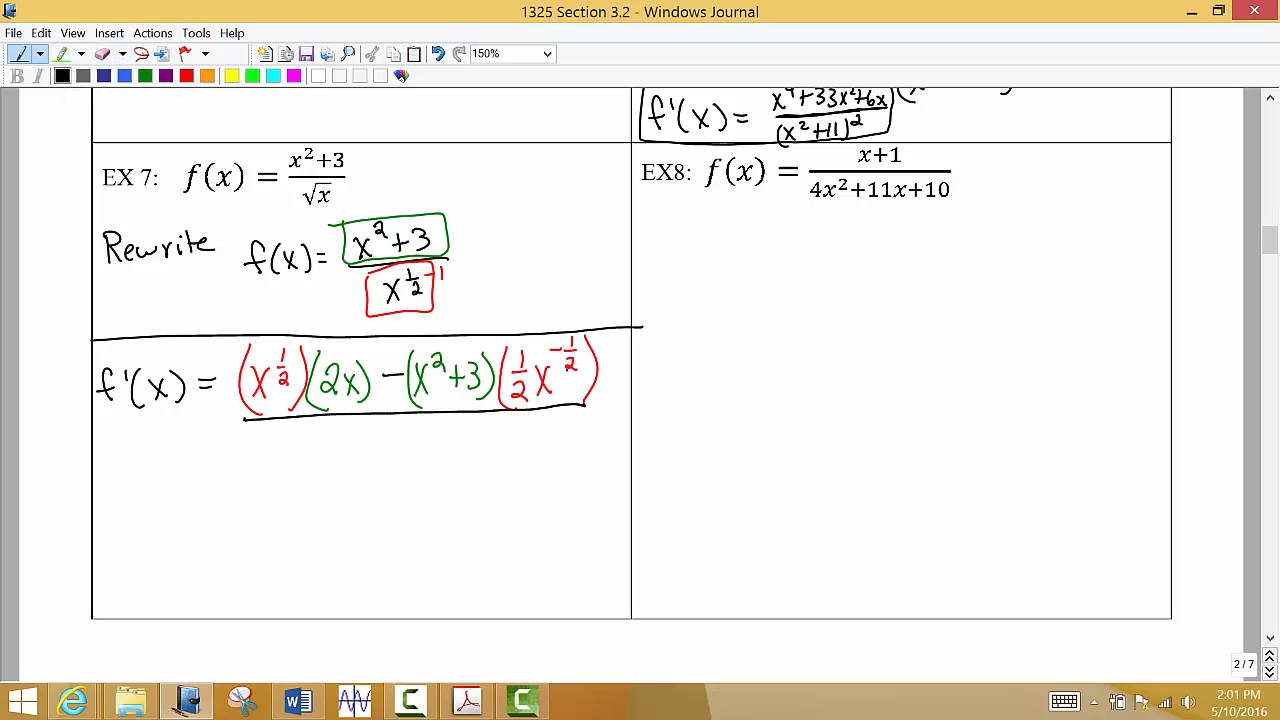 1325 Section 3.2 - Windows Journal
File Edit View Insert Actions Tools Help
150%
B I
f'(x) = (x⁴+33x²+6x)/(x²+11)²
EX 7: f(x) = (x²+3)/√x
EX8: f(x) = (x+1)/(4x²+11x+10)
Rewrite f(x) = (x²+3)/x^(1/2) -1
f'(x) = (x^(1/2))(2x) - (x²+3)(1/2 x^(-1/2))
2 / 7
W
C
C
2:01 PM
5/10/2016